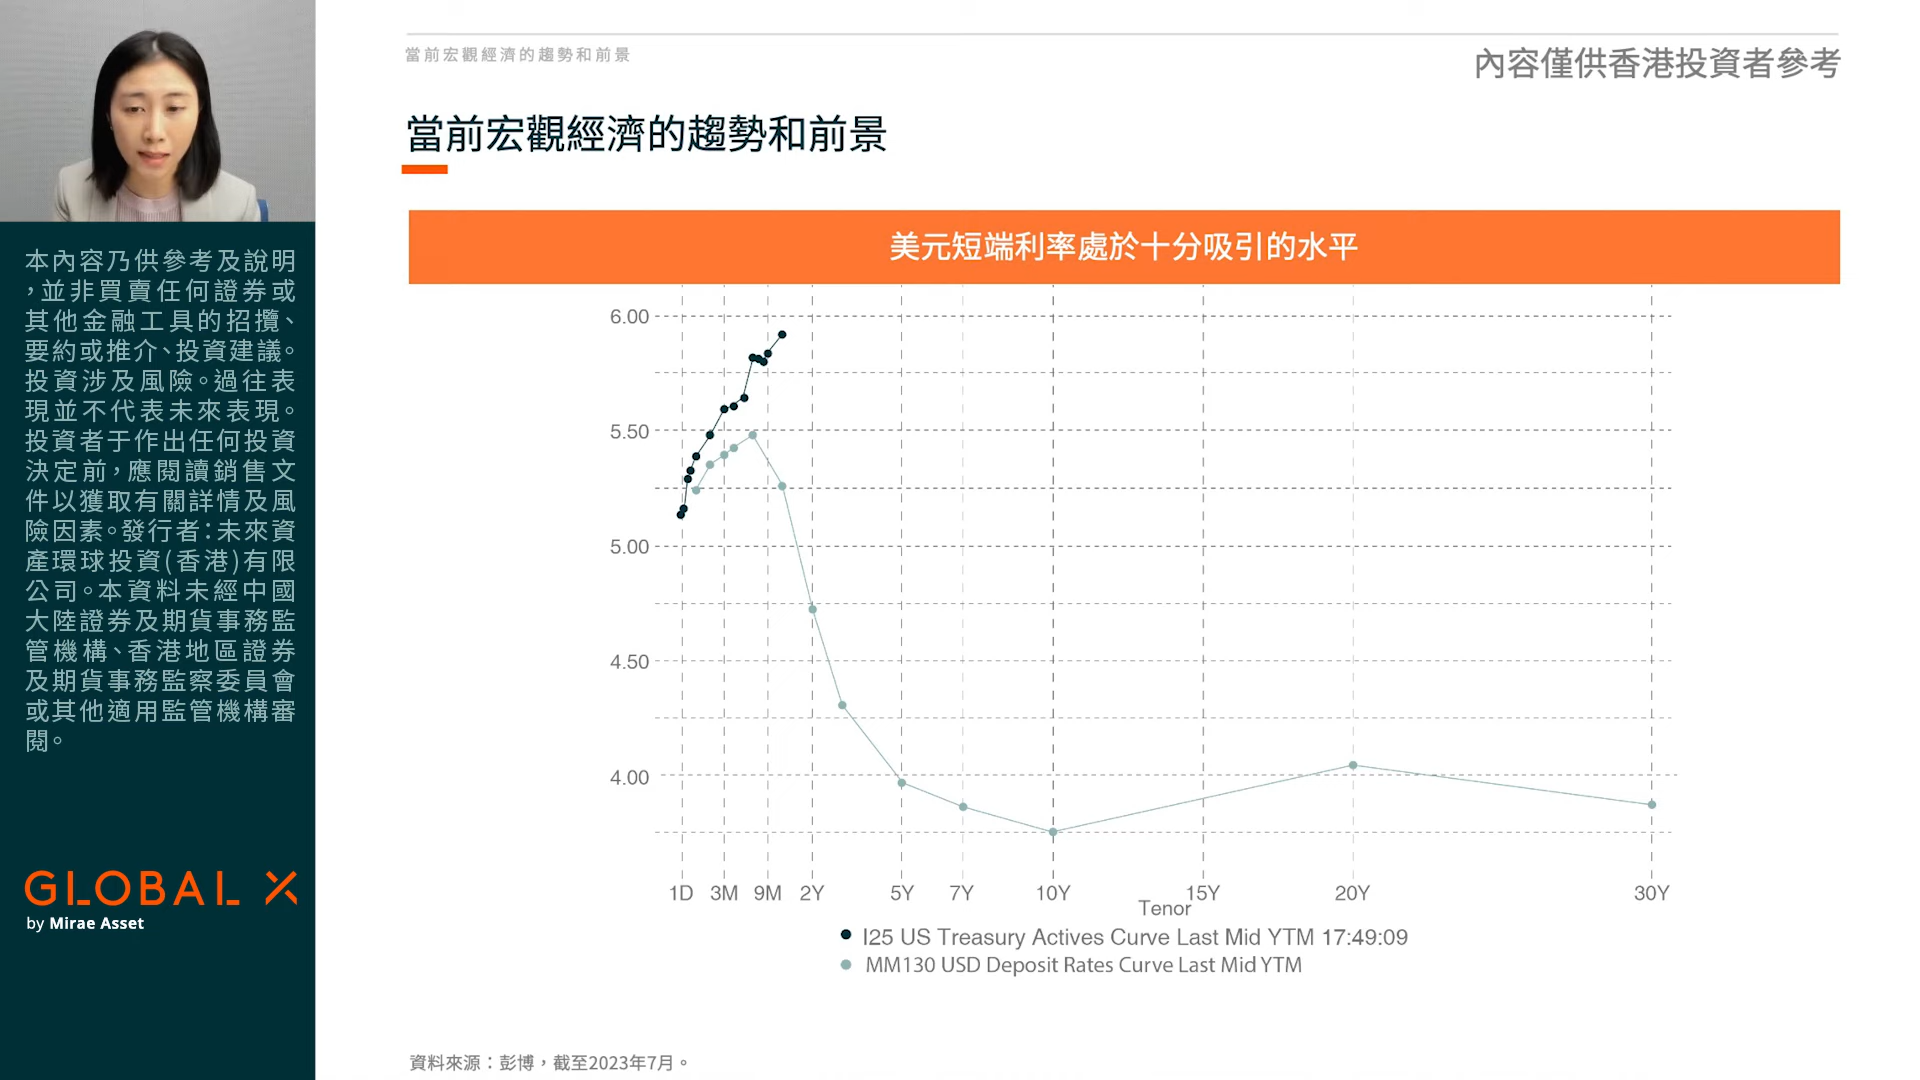 當前宏觀經濟的趨勢和前景
內容僅供香港投資者參考
當前宏觀經濟的趨勢和前景
美元短端利率處於十分吸引的水平
本內容乃供參考及說明
，並非買賣任何證券或
其他金融工具的招攬、
要約或推介、投資建議。
投資涉及風險。過往表
現並不代表未來表現。
投資者于作出任何投資
決定前，應閱讀銷售文
件以獲取有關詳情及風
險因素。發行者：未來資
產環球投資(香港)有限
公司。本資料未經中國
大陸證券及期貨事務監
管機構、香港地區證券
及期貨事務監察委員會
或其他適用監管機構審
閱。
GLOBAL X
by Mirae Asset
6.00
5.50
5.00
4.50
4.00
1D 3M 9M 2Y 5Y 7Y 10Y 15Y 20Y 30Y
Tenor
I25 US Treasury Actives Curve Last Mid YTM 17:49:09
MM130 USD Deposit Rates Curve Last Mid YTM
資料來源：彭博，截至2023年7月。